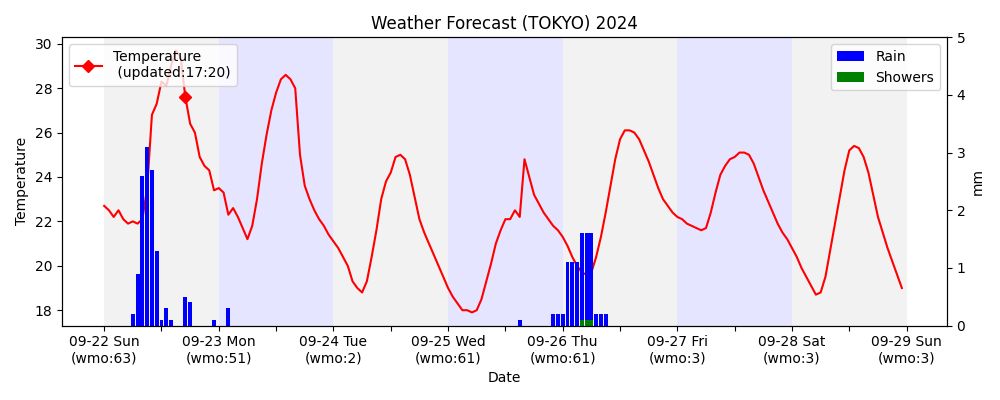 Weather Forecast (TOKYO) 2024
Temperature
(updated:17:20)
Rain
Showers
30
28
26
24
22
20
18
Temperature
5
4
3
2
1
0
mm
09-22 Sun
(wmo:63)
09-23 Mon
(wmo:51)
09-24 Tue
(wmo:2)
09-25 Wed
(wmo:61)
09-26 Thu
(wmo:61)
09-27 Fri
(wmo:3)
09-28 Sat
(wmo:3)
09-29 Sun
(wmo:3)
Date